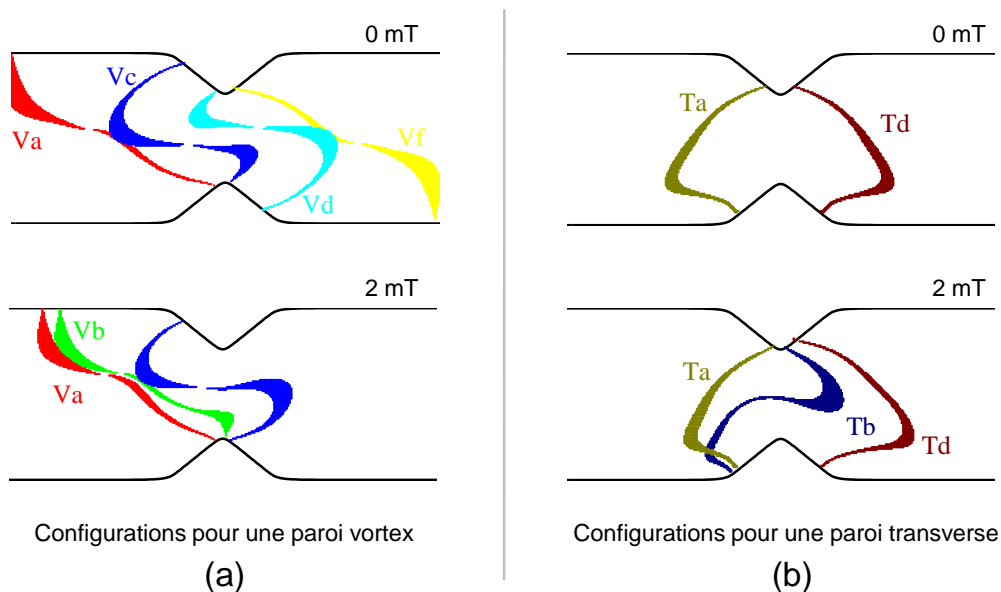 0 mT
Vc
Va
Vf
Vd
2 mT
Vb
Va
Configurations pour une paroi vortex
(a)
0 mT
Ta
Td
2 mT
Ta
Tb
Td
Configurations pour une paroi transverse
(b)